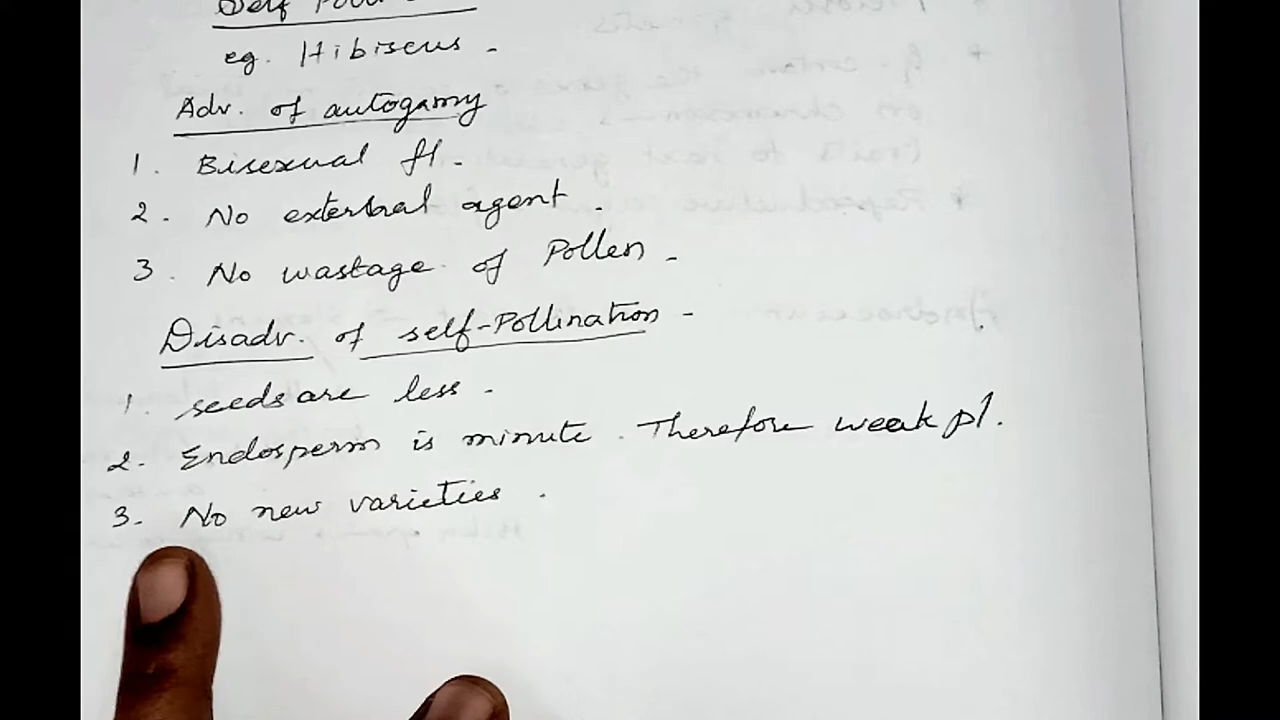 Self
eg. Hibiscus -
Adv. of autogamy
1. Bisexual fl.
2. No external agent.
3. No wastage of Pollen -
Disadv. of self-Pollination -
1. seeds are less.
2. Endosperm is minute. Therefore weak pl.
3. No new varieties.